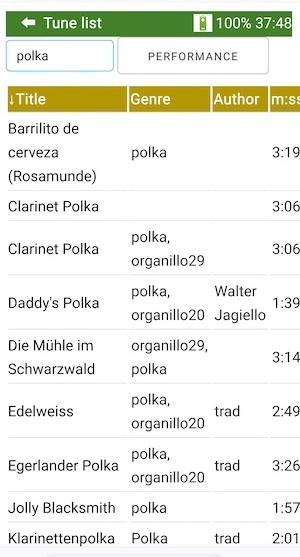 Tune list 100% 37:48
polka PERFORMANCE
↓Title Genre Author m:ss
Barrilito de
cerveza polka 3:19
(Rosamunde)
Clarinet Polka 3:06
Clarinet Polka polka, organillo29 3:06
Daddy's Polka polka, organillo20 Walter Jagiello 1:39
Die Mühle im Schwarzwald organillo29, polka 3:14
Edelweiss polka, organillo20 trad 2:49
Egerlander Polka polka, organillo20 trad 3:26
Jolly Blacksmith polka 1:57
Klarinettenpolka Polka trad 2:01